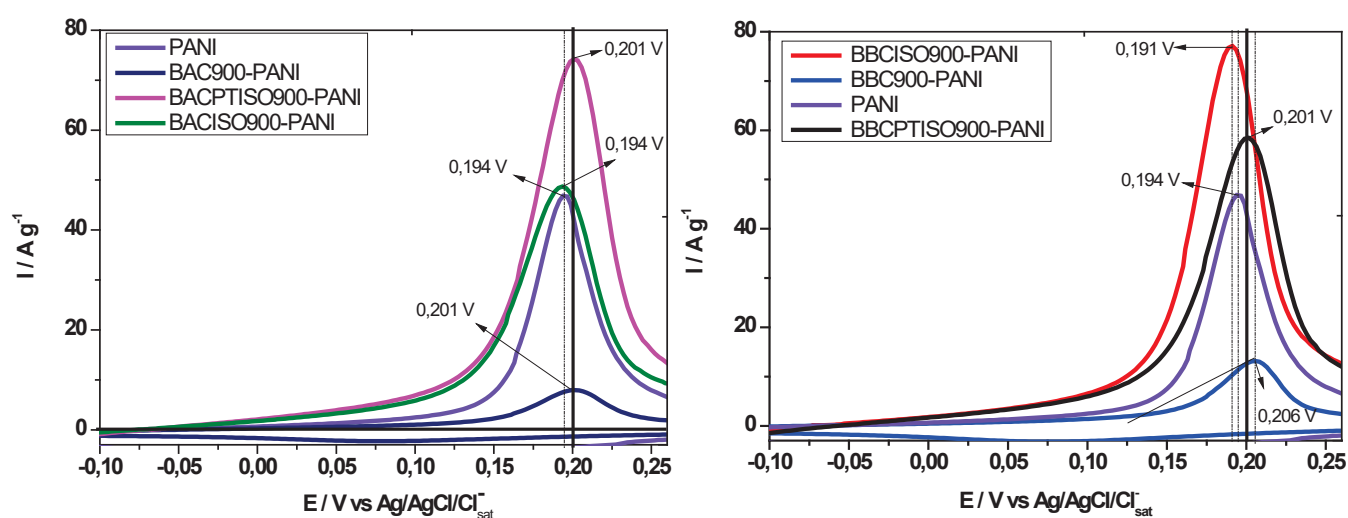 80
60
40
20
0
I / A g⁻¹
PANI
BAC900-PANI
BACPTISO900-PANI
BACISO900-PANI
0,201 V
0,194 V
0,194 V
0,201 V
-0,10 -0,05 0,00 0,05 0,10 0,15 0,20 0,25
E / V vs Ag/AgCl/Cl⁻sat
80
60
40
20
0
I / A g⁻¹
BBCISO900-PANI
BBC900-PANI
PANI
BBCPTISO900-PANI
0,191 V
0,201 V
0,194 V
0,206 V
-0,10 -0,05 0,00 0,05 0,10 0,15 0,20 0,25
E / V vs Ag/AgCl/Cl⁻sat